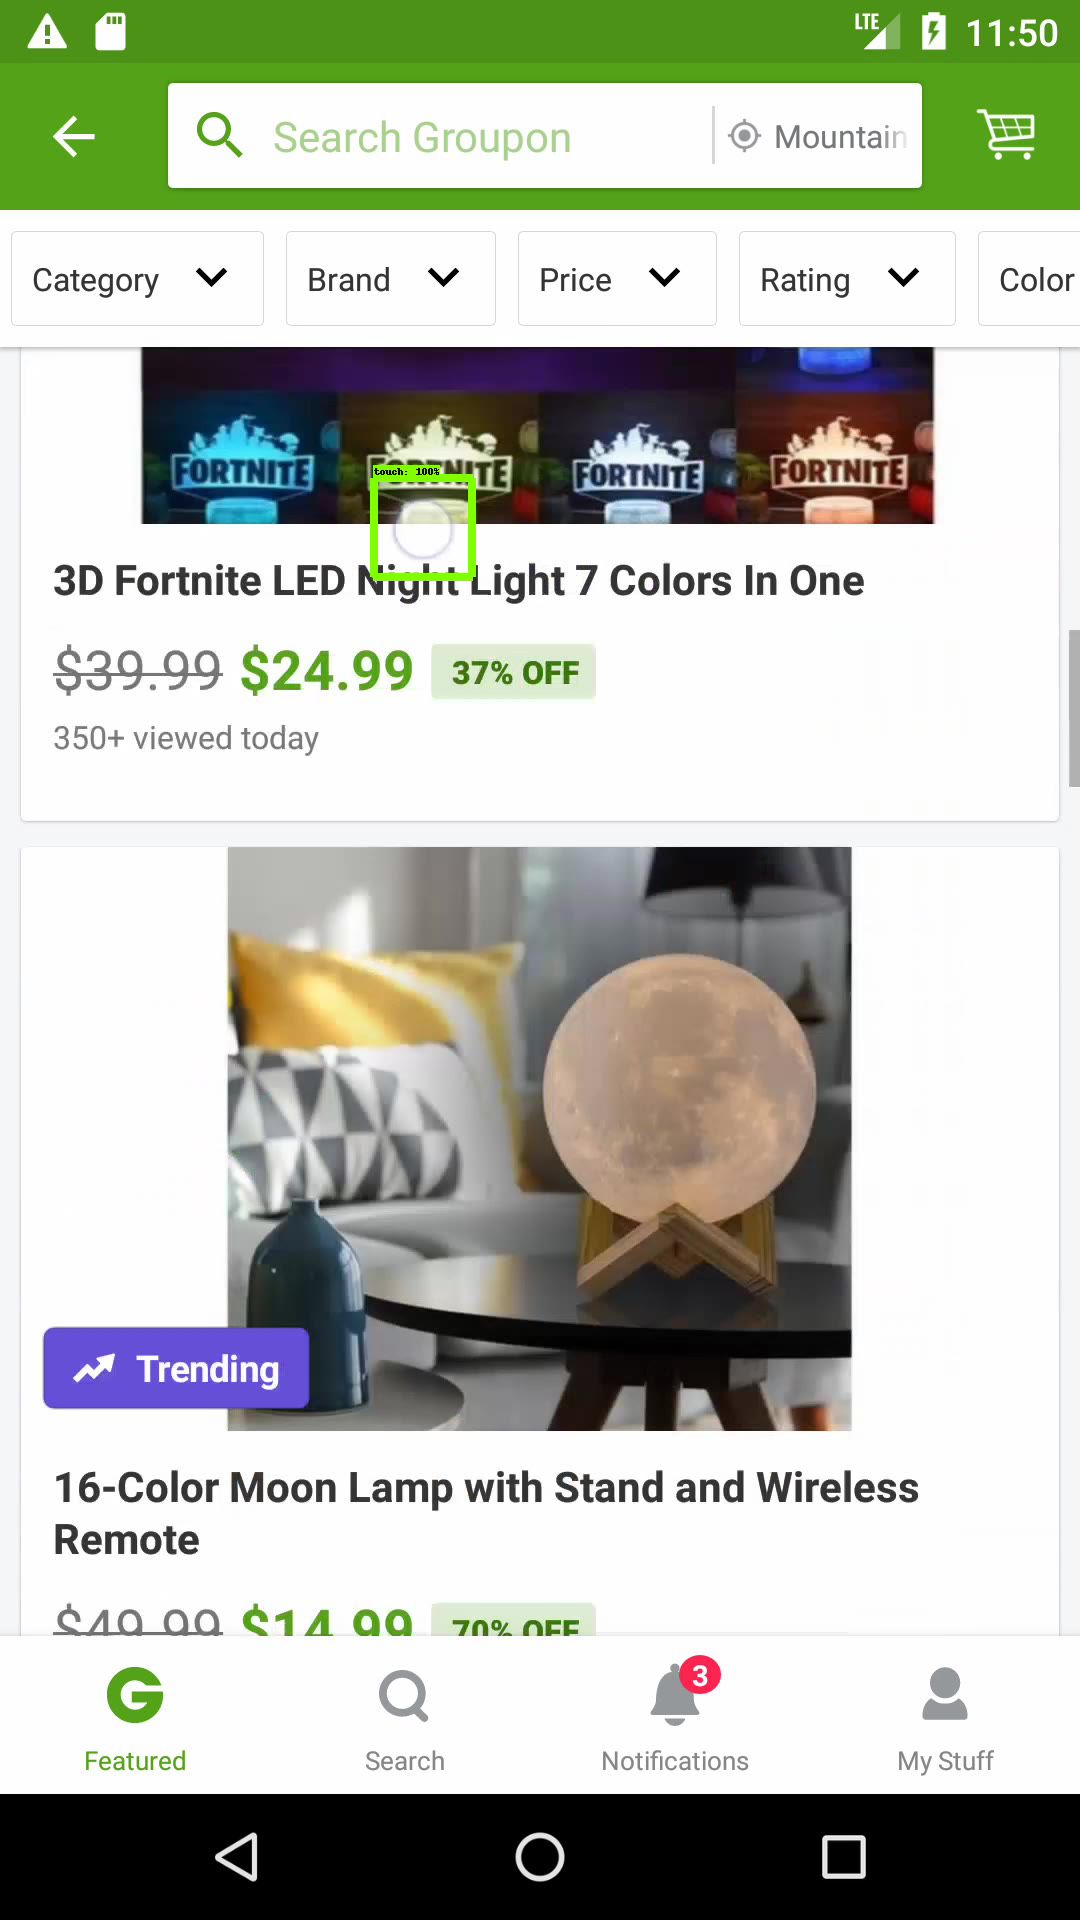 LTE 11:50
Search Groupon Mountain
Category Brand Price Rating Color
FORTNITE FORTNITE FORTNITE
touch: 100%
3D Fortnite LED Night Light 7 Colors In One
$39.99 $24.99 37% OFF
350+ viewed today
Trending
16-Color Moon Lamp with Stand and Wireless
Remote
$49.99 $14.99 70% OFF
3
Featured Search Notifications My Stuff